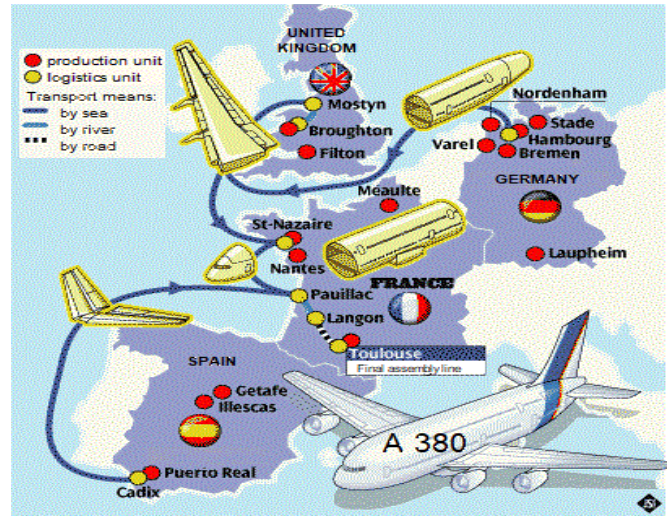 UNITED
KINGDOM
production unit
logistics unit
Transport means:
by sea
by river
by road
Mostyn
Broughton
Filton
Nordenham
Stade
Hambourg
Varel
Bremen
GERMANY
Meaulte
St-Nazaire
Nantes
Laupheim
FRANCE
Pauillac
Langon
Toulouse
Final assembly line
SPAIN
Getafe
Illescas
Puerto Real
Cadix
A 380